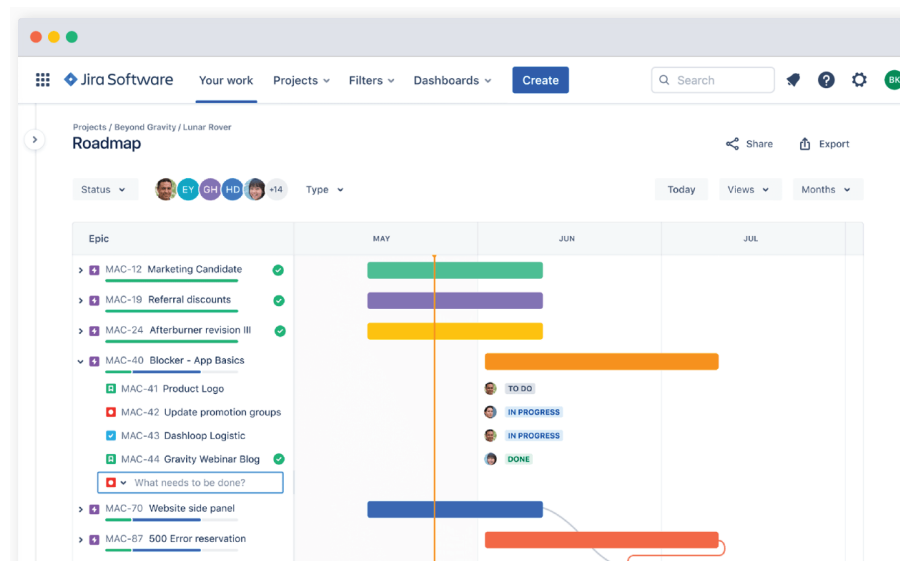 Jira Software Your work Projects Filters Dashboards Create Search BK
Projects / Beyond Gravity / Lunar Rover
Roadmap Share Export
Status EY GH HD +14 Type Today Views Months
Epic MAY JUN JUL
MAC-12 Marketing Candidate
MAC-19 Referral discounts
MAC-24 Afterburner revision III
MAC-40 Blocker - App Basics
MAC-41 Product Logo TO DO
MAC-42 Update promotion groups IN PROGRESS
MAC-43 Dashloop Logistic IN PROGRESS
MAC-44 Gravity Webinar Blog DONE
What needs to be done?
MAC-70 Website side panel
MAC-87 500 Error reservation